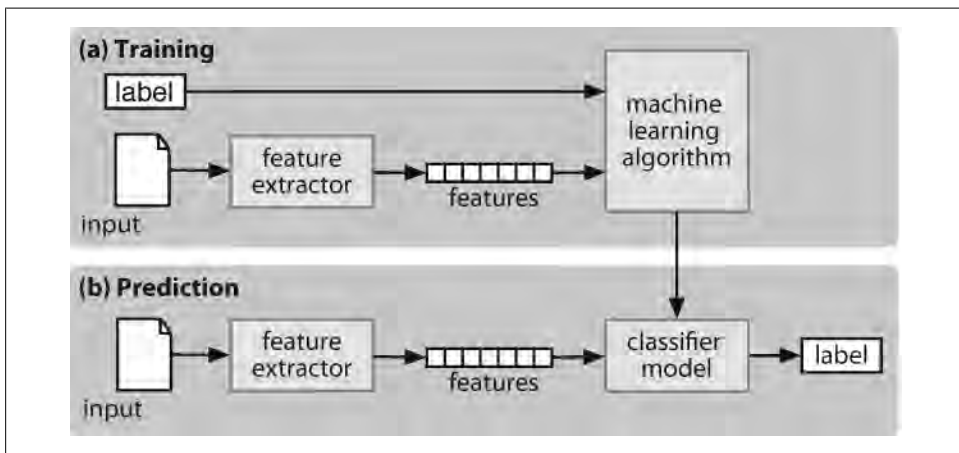 (a) Training
label
machine
learning
algorithm
feature
extractor
features
input
(b) Prediction
feature
extractor
classifier
model
label
features
input